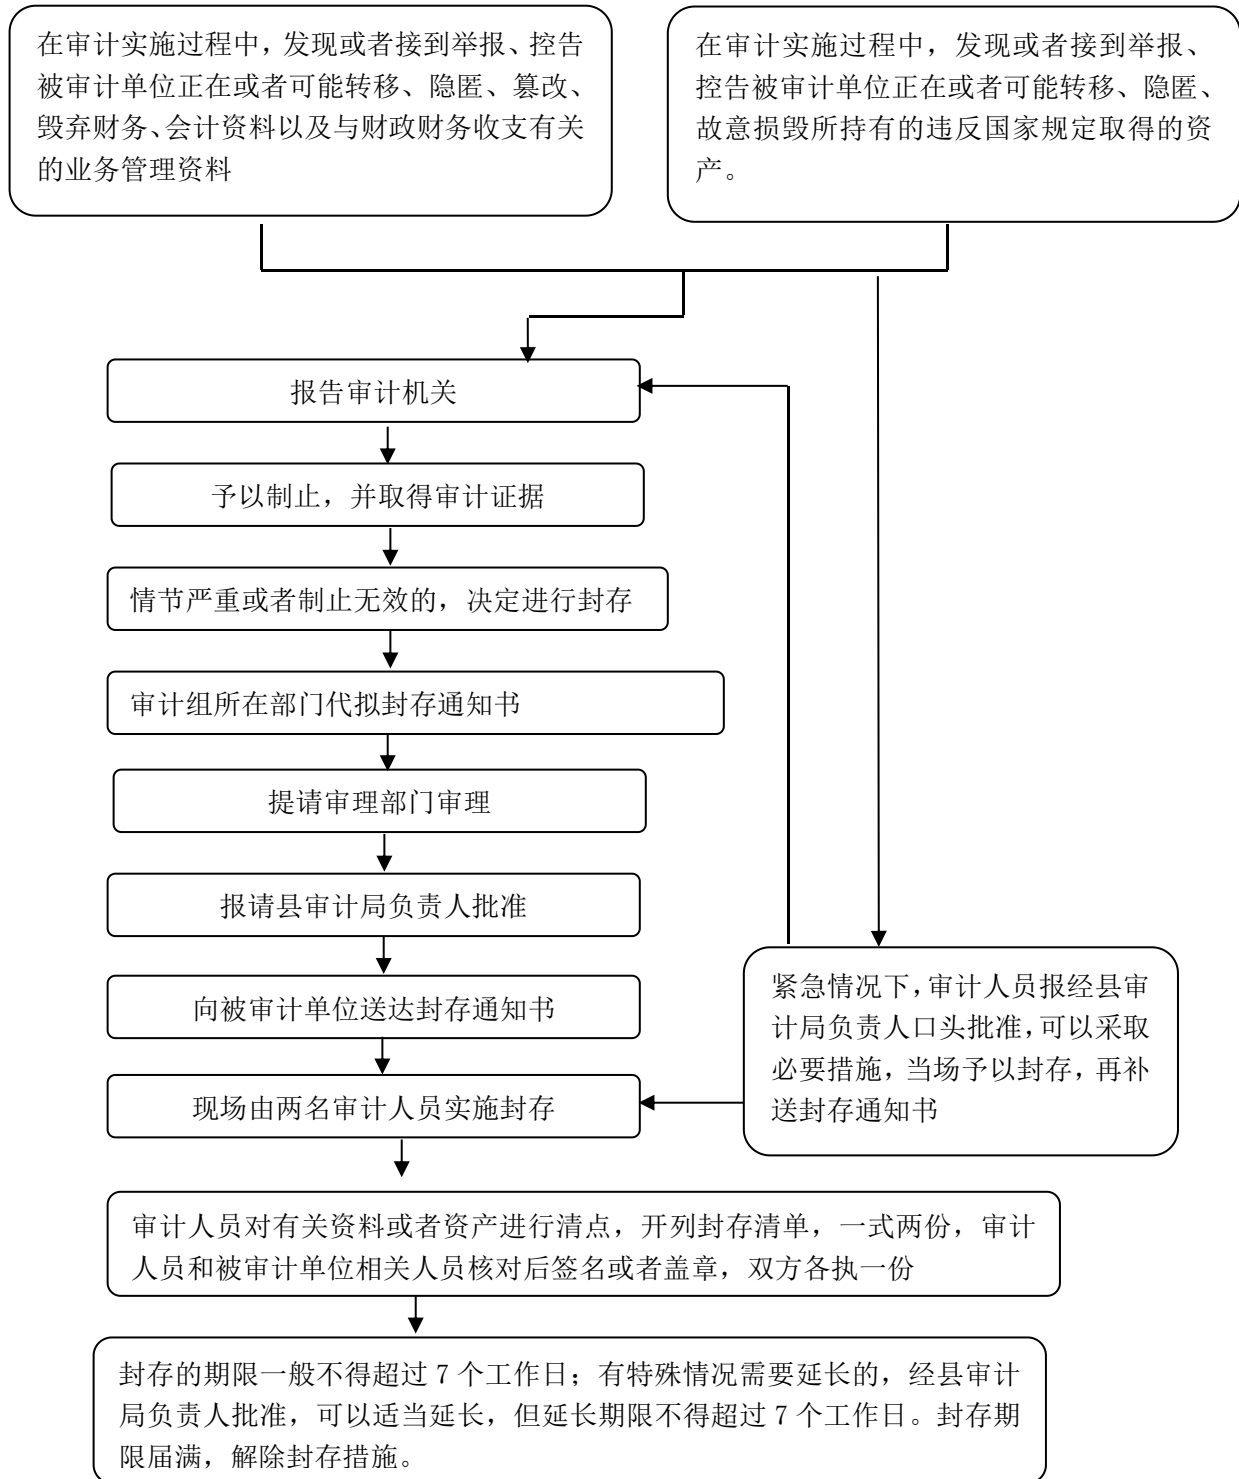 在审计实施过程中，发现或者接到举报、控告
被审计单位正在或者可能转移、隐匿、篡改、
毁弃财务、会计资料以及与财政财务收支有关
的业务管理资料
在审计实施过程中，发现或者接到举报、
控告被审计单位正在或者可能转移、隐匿、
故意损毁所持有的违反国家规定取得的资
产。
报告审计机关
予以制止，并取得审计证据
情节严重或者制止无效的，决定进行封存
审计组所在部门代拟封存通知书
提请审理部门审理
报请县审计局负责人批准
向被审计单位送达封存通知书
现场由两名审计人员实施封存
紧急情况下，审计人员报经县审
计局负责人口头批准，可以采取
必要措施，当场予以封存，再补
送封存通知书
审计人员对有关资料或者资产进行清点，开列封存清单，一式两份，审计
人员和被审计单位相关人员核对后签名或者盖章，双方各执一份
封存的期限一般不得超过 7 个工作日；有特殊情况需要延长的，经县审计
局负责人批准，可以适当延长，但延长期限不得超过 7 个工作日。封存期
限届满，解除封存措施。